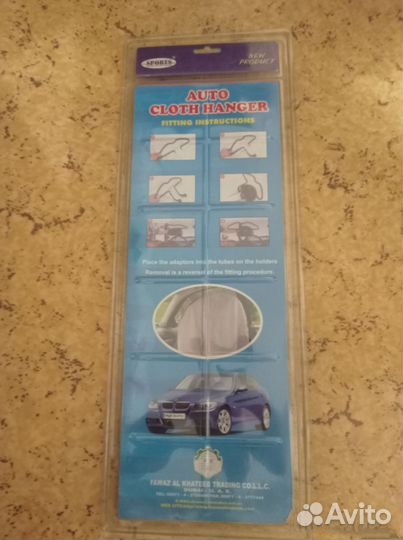 SPORTS
NEW
PRODUCT
AUTO
CLOTH HANGER
FITTING INSTRUCTIONS
Place the adaptors into the tubes on the holders
Removal is a reversal of the fitting procedure
FAWAZ AL KHATEEB TRADING CO.L.L.C.
DUBAI - U. A. E.
Avito